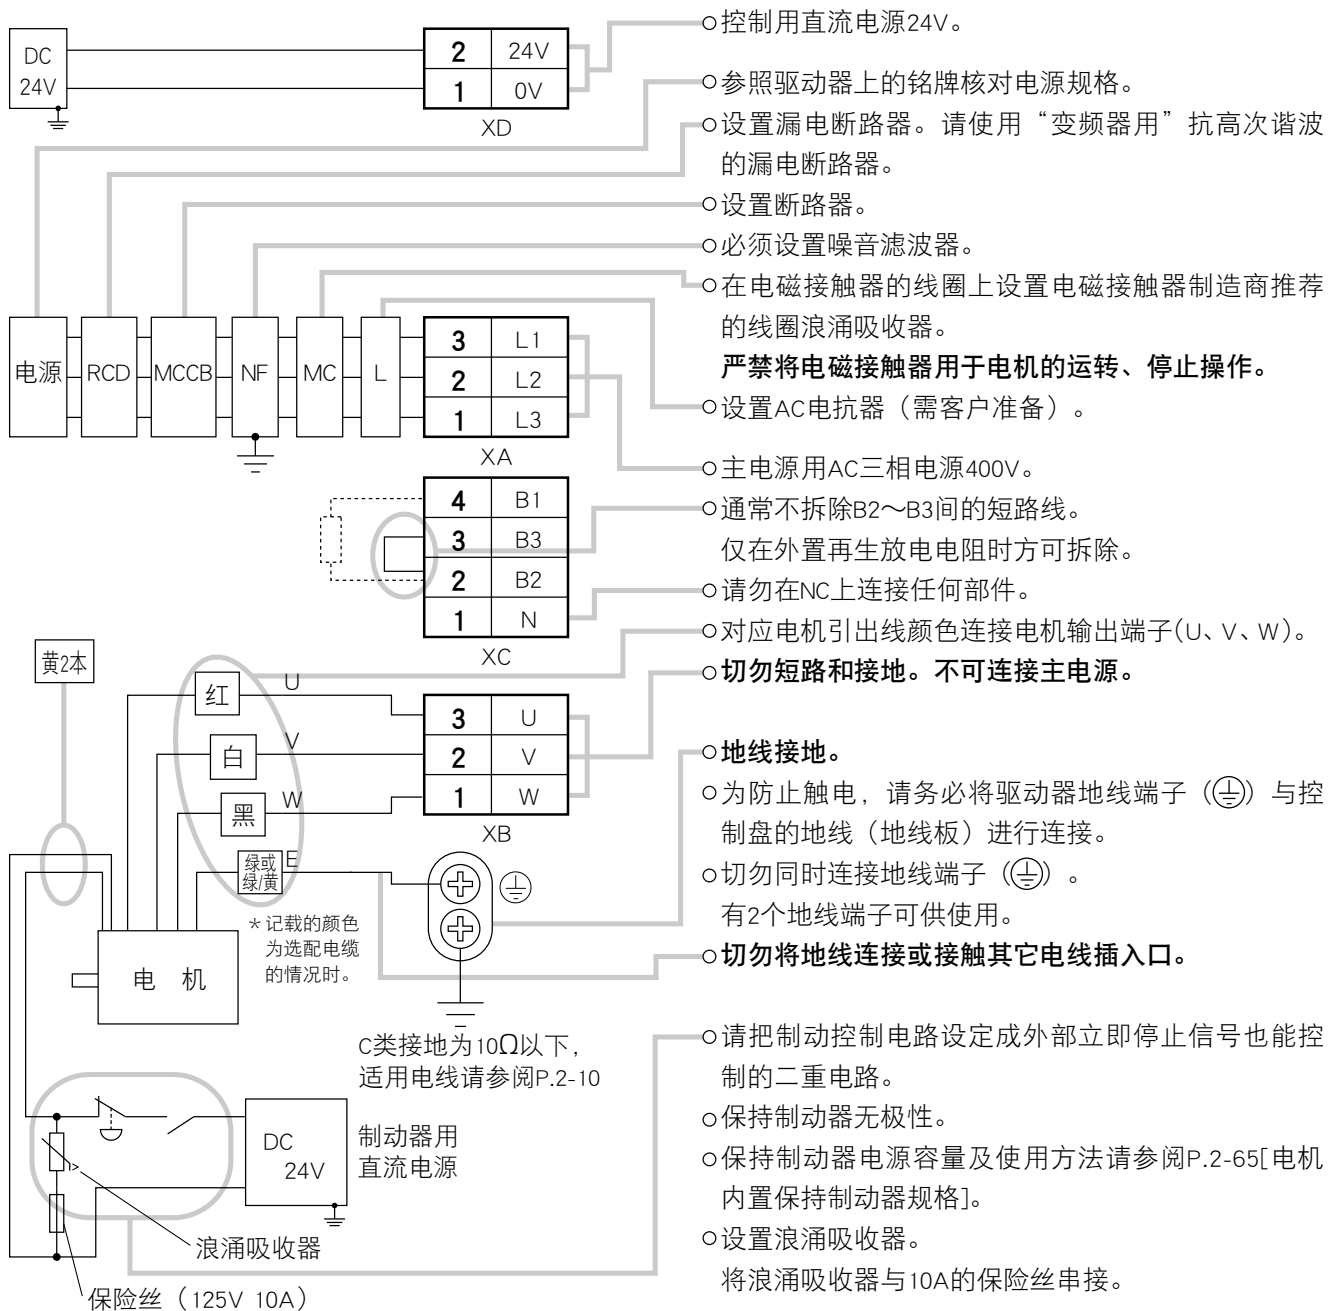 控制用直流电源24V。
DC
24V
2 24V
1 0V
XD
参照驱动器上的铭牌核对电源规格。
设置漏电断路器。请使用“变频器用”抗高次谐波
的漏电断路器。
设置断路器。
必须设置噪音滤波器。
在电磁接触器的线圈上设置电磁接触器制造商推荐
的线圈浪涌吸收器。
严禁将电磁接触器用于电机的运转、停止操作。
设置AC电抗器（需客户准备）。
电源 RCD MCCB NF MC L
3 L1
2 L2
1 L3
XA
主电源用AC三相电源400V。
4 B1
3 B3
2 B2
1 N
XC
通常不拆除B2～B3间的短路线。
仅在外置再生放电电阻时方可拆除。
请勿在NC上连接任何部件。
对应电机引出线颜色连接电机输出端子(U、V、W)。
切勿短路和接地。不可连接主电源。
黄2本
红 U
白 V
黑 W
绿或
绿/黄
E
3 U
2 V
1 W
XB
地线接地。
为防止触电，请务必将驱动器地线端子（⏚）与控
制盘的地线（地线板）进行连接。
切勿同时连接地线端子（⏚）。
有2个地线端子可供使用。
切勿将地线连接或接触其它电线插入口。
＊记载的颜色
为选配电缆
的情况时。
电 机
C类接地为10Ω以下，
适用电线请参阅P.2-10
请把制动控制电路设定成外部立即停止信号也能控
制的二重电路。
保持制动器无极性。
保持制动器电源容量及使用方法请参阅P.2-65[电机
内置保持制动器规格]。
设置浪涌吸收器。
将浪涌吸收器与10A的保险丝串接。
DC
24V
制动器用
直流电源
浪涌吸收器
保险丝（125V 10A）